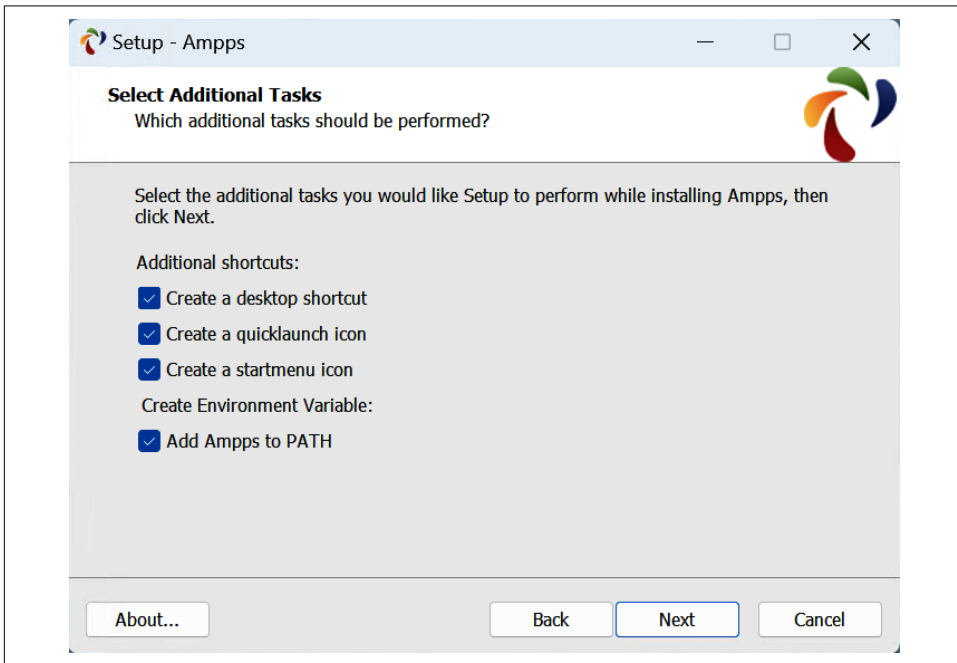 Setup - Ampps
Select Additional Tasks
Which additional tasks should be performed?
Select the additional tasks you would like Setup to perform while installing Ampps, then
click Next.
Additional shortcuts:
Create a desktop shortcut
Create a quicklaunch icon
Create a startmenu icon
Create Environment Variable:
Add Ampps to PATH
About...
Back
Next
Cancel